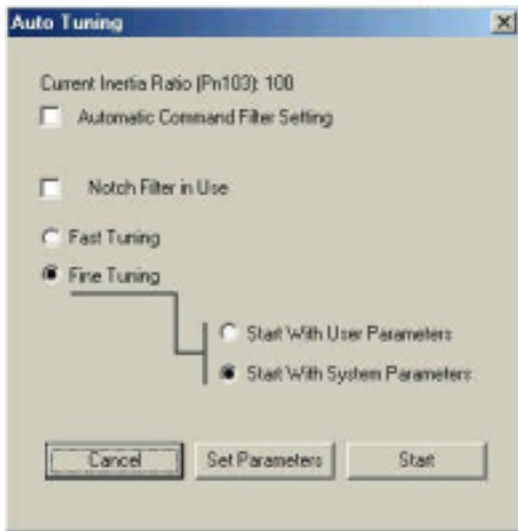 Auto Tuning
Current Inertia Ratio (Pn103): 100
Automatic Command Filter Setting
Notch Filter in Use
Fast Tuning
Fine Tuning
Start With User Parameters
Start With System Parameters
Cancel
Set Parameters
Start